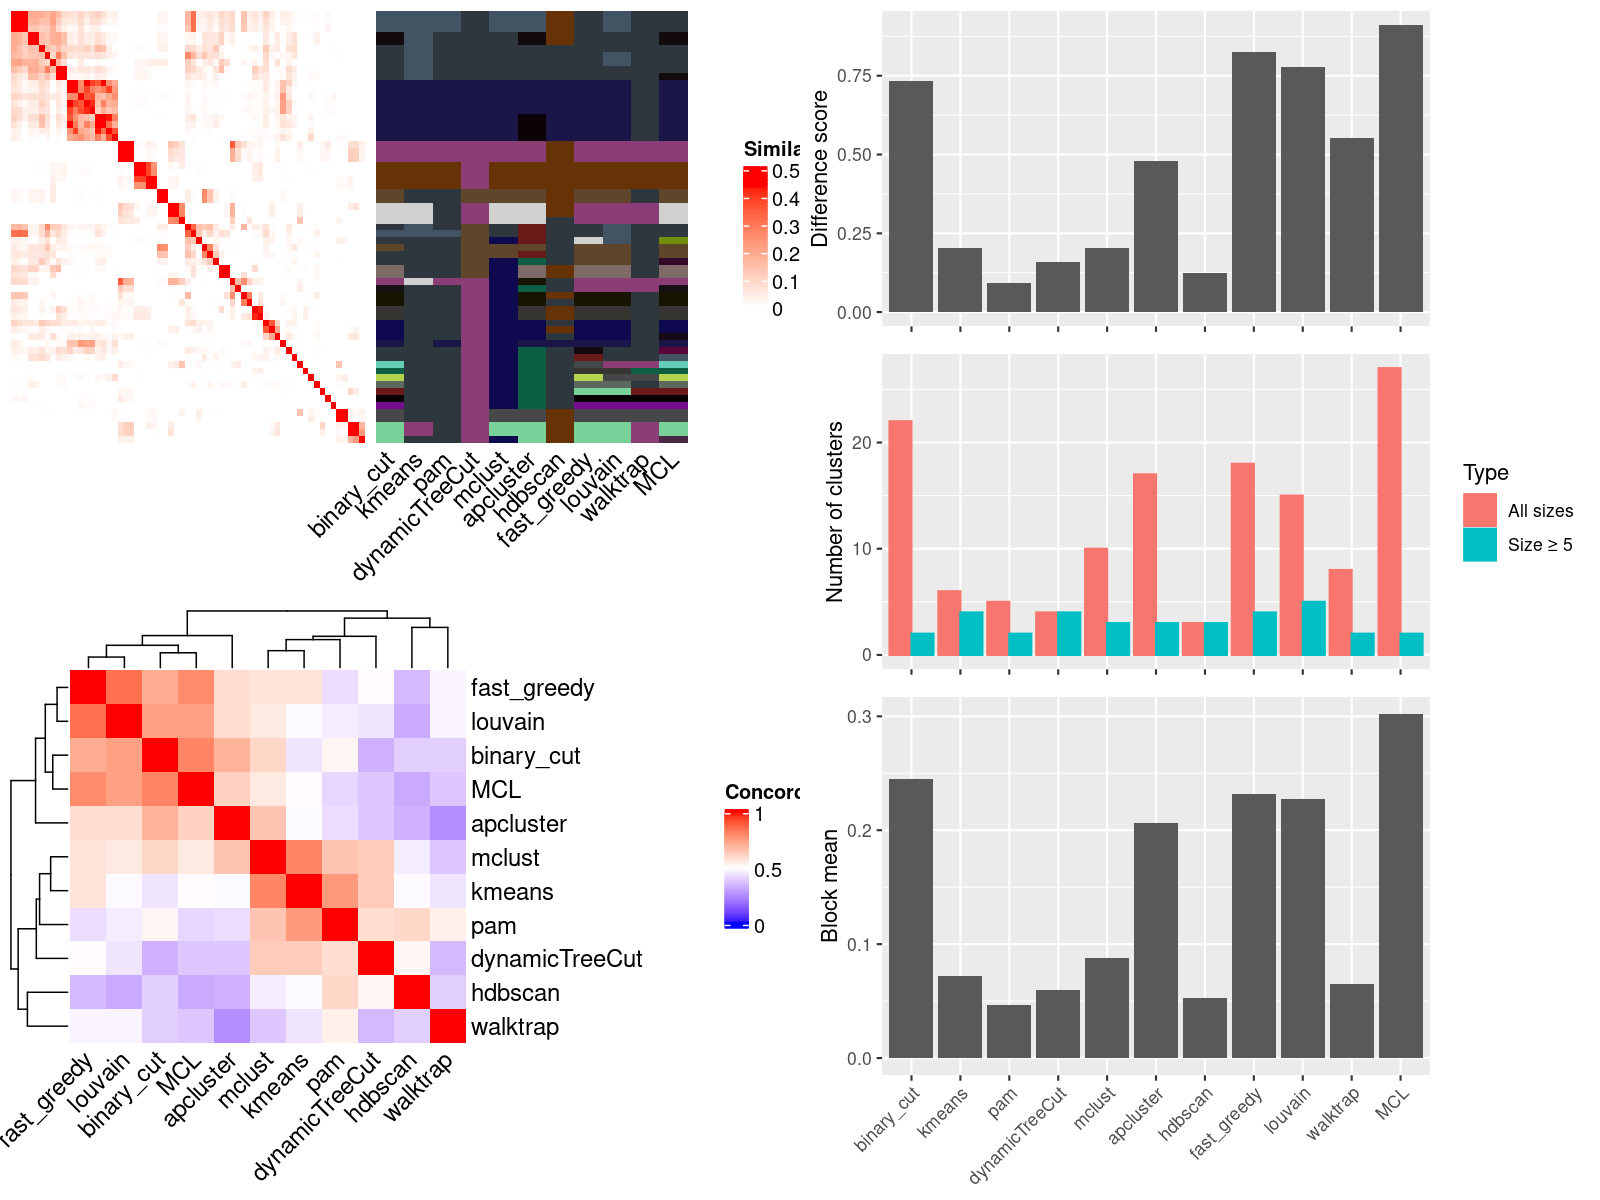 Simila
0.5
0.4
0.3
0.2
0.1
0
binary_cut
kmeans
pam
dynamicTreeCut
mclust
apcluster
hdbscan
fast_greedy
louvain
walktrap
MCL
fast_greedy
louvain
binary_cut
MCL
apcluster
mclust
kmeans
pam
dynamicTreeCut
hdbscan
walktrap
fast_greedy
louvain
binary_cut
MCL
apcluster
mclust
kmeans
pam
dynamicTreeCut
hdbscan
walktrap
Concord
1
0.5
0
Difference score
0.75
0.50
0.25
0.00
Number of clusters
20
10
0
Type
All sizes
Size ≥ 5
Block mean
0.3
0.2
0.1
0.0
binary_cut
kmeans
pam
dynamicTreeCut
mclust
apcluster
hdbscan
fast_greedy
louvain
walktrap
MCL